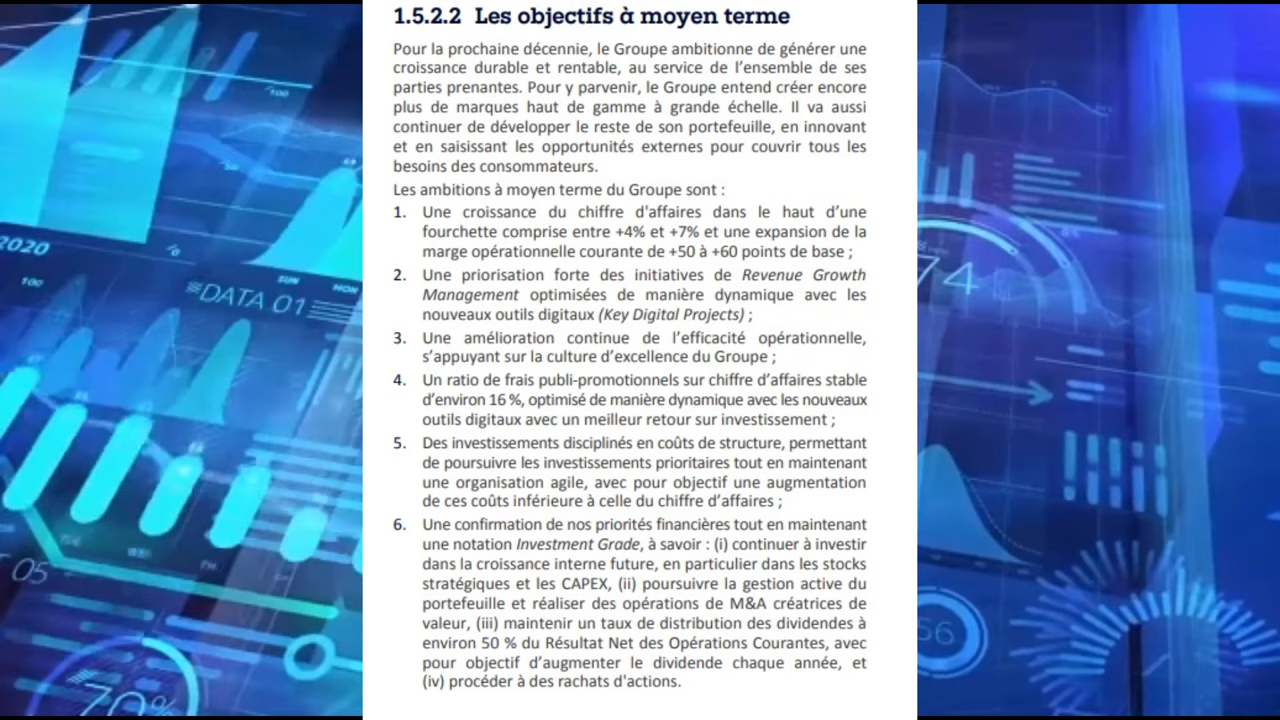 1.5.2.2 Les objectifs à moyen terme
Pour la prochaine décennie, le Groupe ambitionne de générer une
croissance durable et rentable, au service de l’ensemble de ses
parties prenantes. Pour y parvenir, le Groupe entend créer encore
plus de marques haut de gamme à grande échelle. Il va aussi
continuer de développer le reste de son portefeuille, en innovant
et en saisissant les opportunités externes pour couvrir tous les
besoins des consommateurs.
Les ambitions à moyen terme du Groupe sont :
1. Une croissance du chiffre d'affaires dans le haut d’une
fourchette comprise entre +4% et +7% et une expansion de la
marge opérationnelle courante de +50 à +60 points de base ;
2. Une priorisation forte des initiatives de Revenue Growth
Management optimisées de manière dynamique avec les
nouveaux outils digitaux (Key Digital Projects) ;
3. Une amélioration continue de l’efficacité opérationnelle,
s’appuyant sur la culture d’excellence du Groupe ;
4. Un ratio de frais publi-promotionnels sur chiffre d’affaires stable
d’environ 16 %, optimisé de manière dynamique avec les nouveaux
outils digitaux avec un meilleur retour sur investissement ;
5. Des investissements disciplinés en coûts de structure, permettant
de poursuivre les investissements prioritaires tout en maintenant
une organisation agile, avec pour objectif une augmentation
de ces coûts inférieure à celle du chiffre d’affaires ;
6. Une confirmation de nos priorités financières tout en maintenant
une notation Investment Grade, à savoir : (i) continuer à investir
dans la croissance interne future, en particulier dans les stocks
stratégiques et les CAPEX, (ii) poursuivre la gestion active du
portefeuille et réaliser des opérations de M&A créatrices de
valeur, (iii) maintenir un taux de distribution des dividendes à
environ 50 % du Résultat Net des Opérations Courantes, avec
pour objectif d’augmenter le dividende chaque année, et
(iv) procéder à des rachats d'actions.
2020
100
SUN
MON
DATA 01
05
70%
74
56